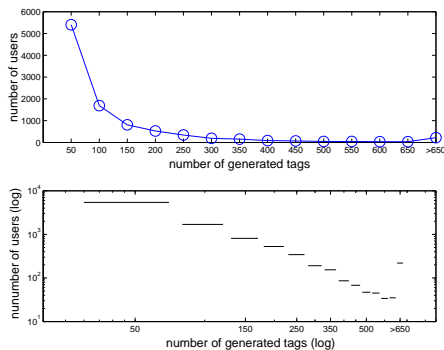 6000
5000
4000
3000
2000
1000
0
number of users
50 100 150 200 250 300 350 400 450 500 550 600 650 >650
number of generated tags
10^4
10^3
10^2
10^1
nunumber of users (log)
50 150 250 350 500 >650
number of generated tags (log)